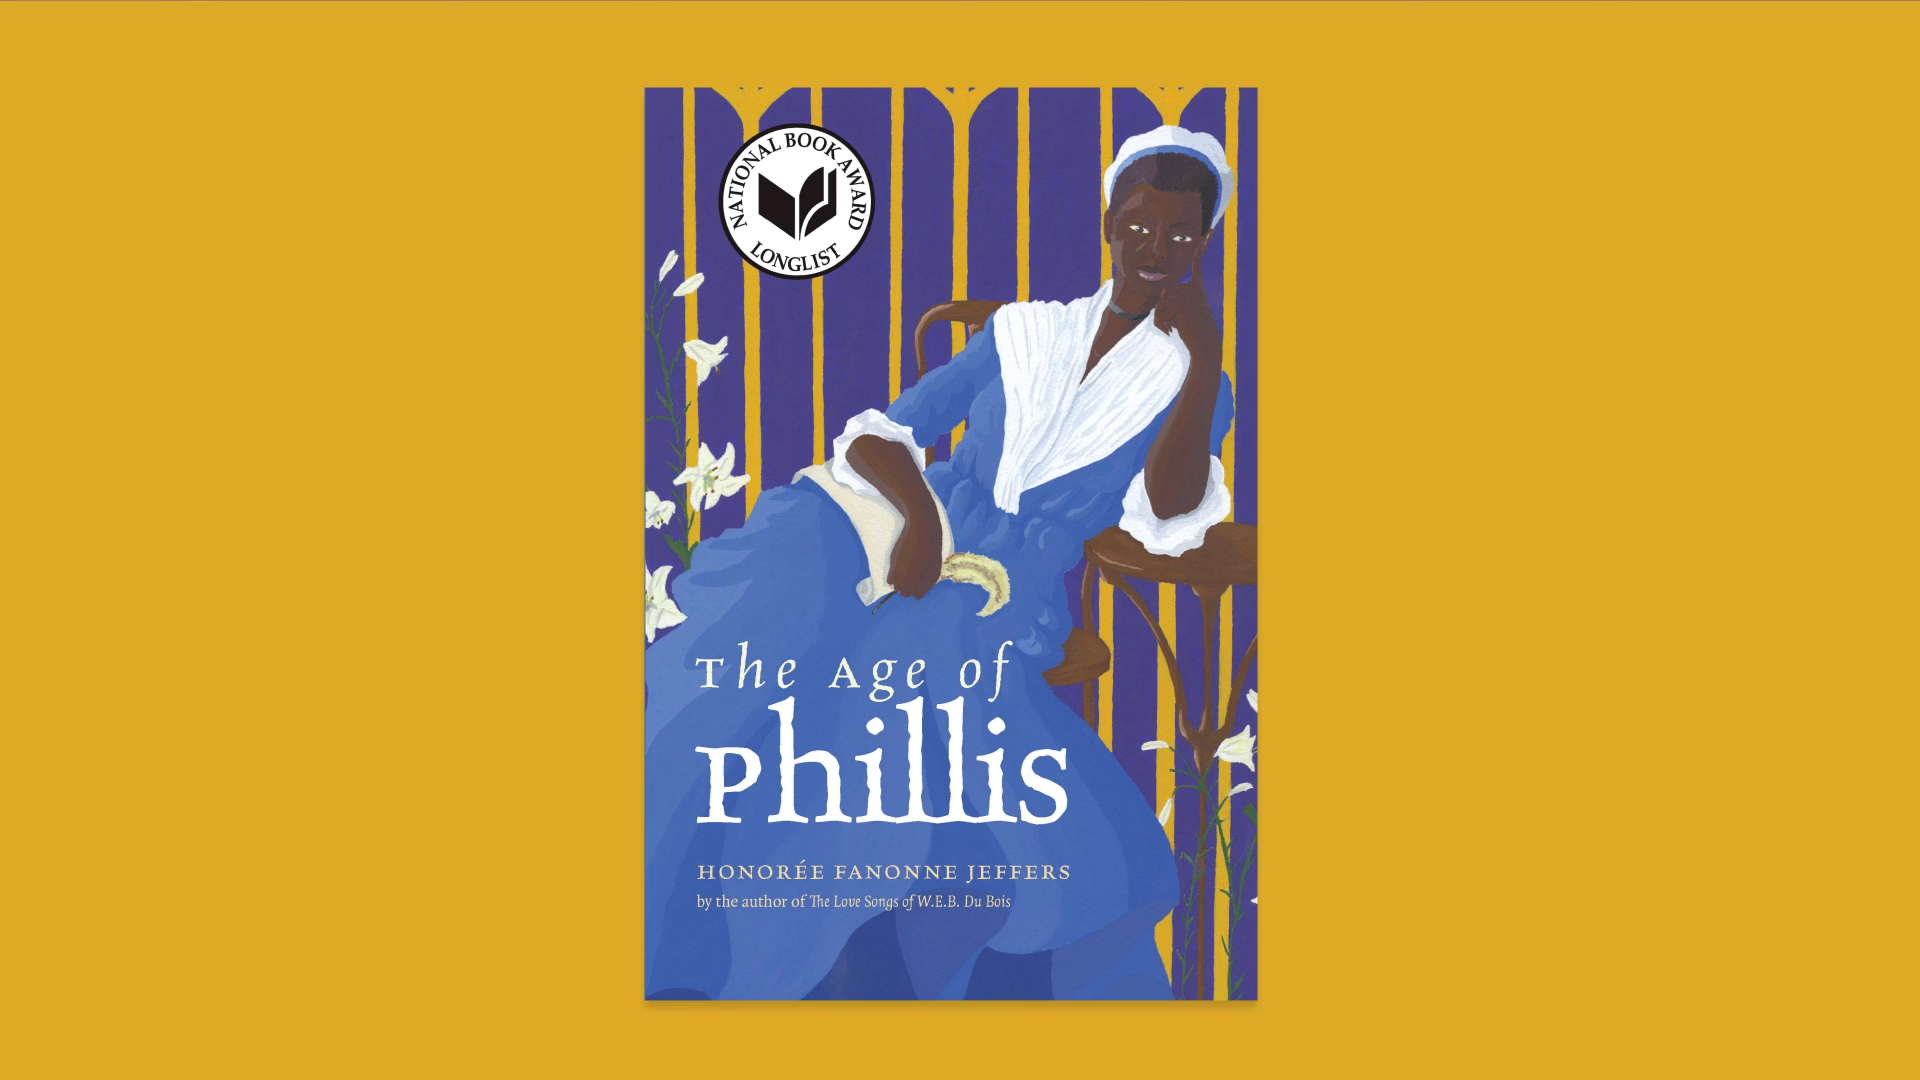 NATIONAL BOOK AWARD
LONGLIST
The Age of
Phillis
HONORÉE FANONNE JEFFERS
by the author of The Love Songs of W.E.B. Du Bois